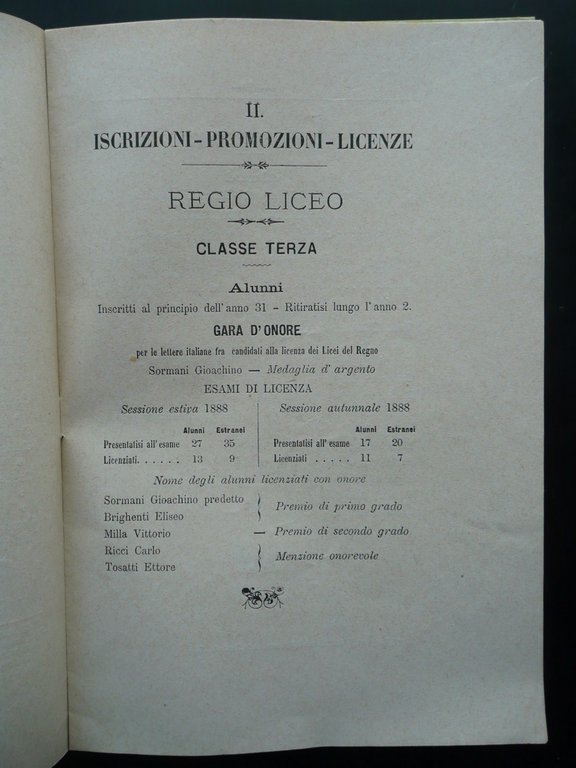 II.
ISCRIZIONI-PROMOZIONI-LICENZE
REGIO LICEO
CLASSE TERZA
Alunni
Inscritti al principio dell'anno 31 - Ritiratisi lungo l'anno 2.
GARA D'ONORE
per le lettere italiane fra candidati alla licenza dei Licei del Regno
Sormani Gioachino — Medaglia d'argento
ESAMI DI LICENZA
Sessione estiva 1888
Alunni Estranei
Presentatisi all'esame 27 35
Licenziati. . . . . . 13 9
Sessione autunnale 1888
Alunni Estranei
Presentatisi all'esame 17 20
Licenziati . . . . . 11 7
Nome degli alunni licenziati con onore
Sormani Gioachino predetto
Brighenti Eliseo
Premio di primo grado
Milla Vittorio — Premio di secondo grado
Ricci Carlo
Tosatti Ettore
Menzione onorevole